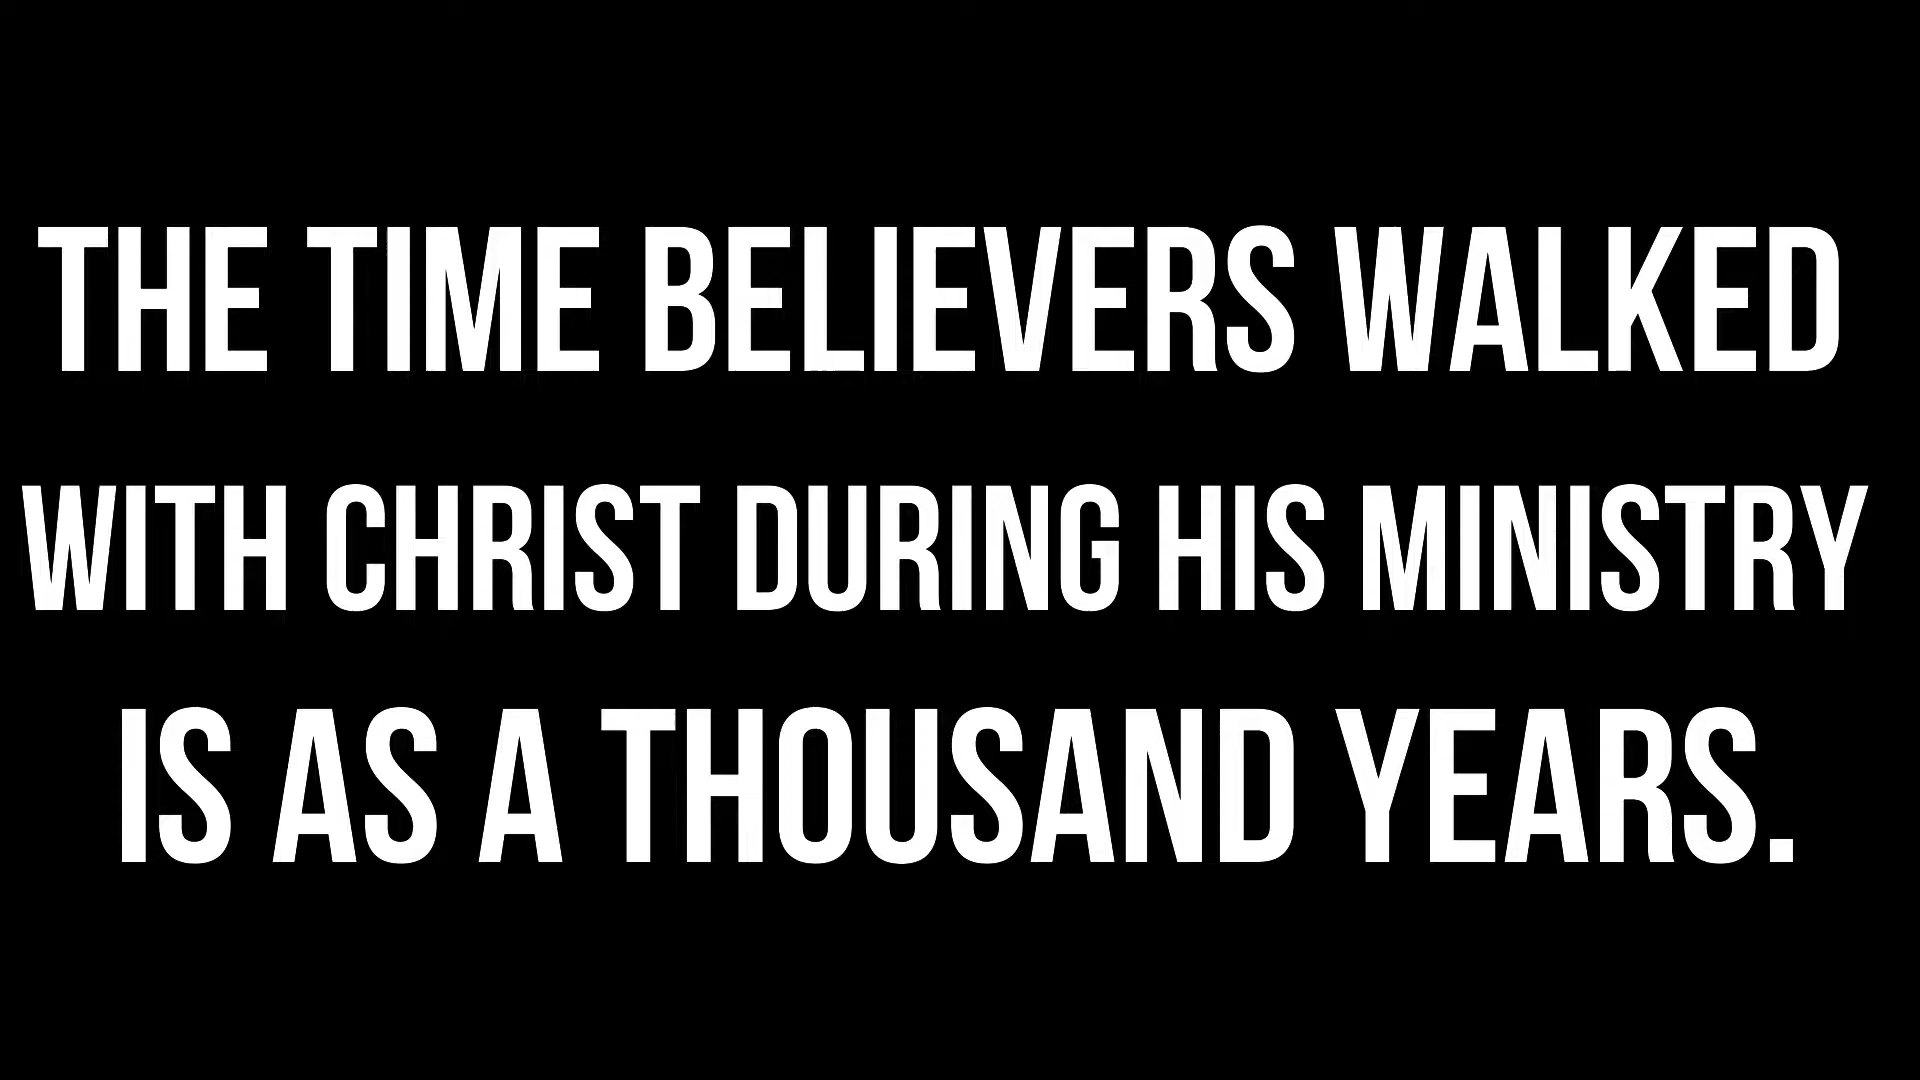 THE TIME BELIEVERS WALKED
WITH CHRIST DURING HIS MINISTRY
IS AS A THOUSAND YEARS.